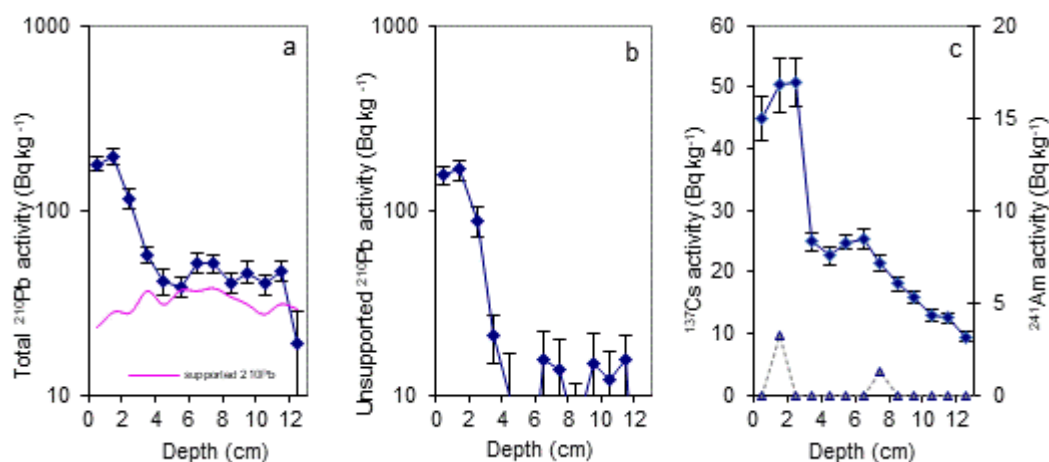 a
1000
100
10
0 2 4 6 8 10 12
Total ²¹⁰Pb activity (Bq kg⁻¹)
Depth (cm)
supported 210Pb
b
1000
100
10
0 2 4 6 8 10 12
Unsupported ²¹⁰Pb activity (Bq kg⁻¹)
Depth (cm)
c
60
50
40
30
20
10
0
0 2 4 6 8 10 12
¹³⁷Cs activity (Bq kg⁻¹)
Depth (cm)
20
15
10
5
0
²⁴¹Am activity (Bq kg⁻¹)